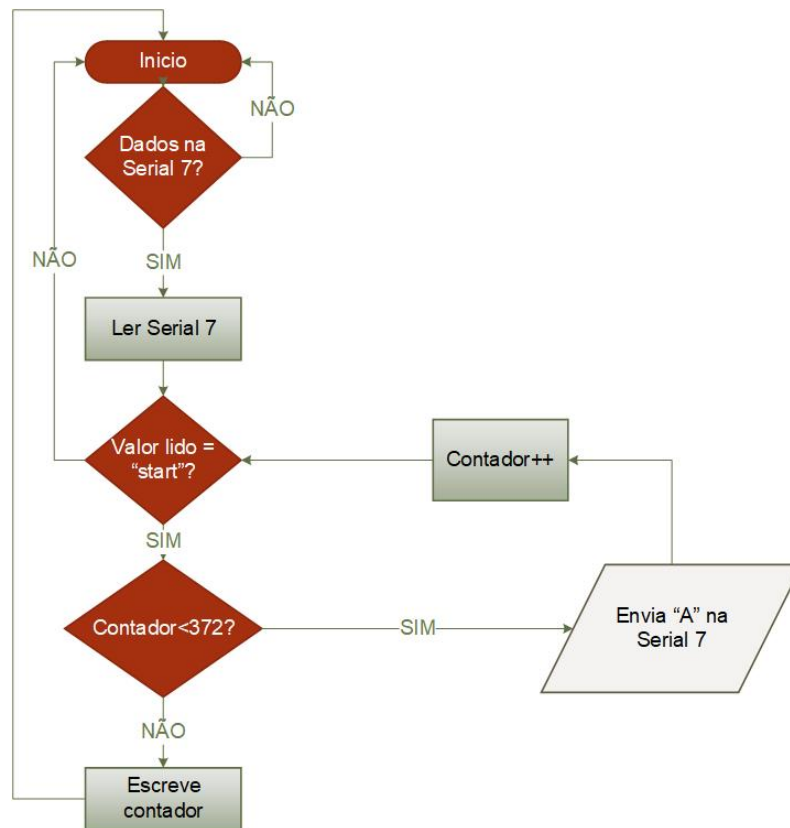 Inicio
NÃO
Dados na
Serial 7?
NÃO
SIM
Ler Serial 7
Valor lido =
“start”?
Contador++
SIM
Contador<372?
SIM
Envia “A” na
Serial 7
NÃO
Escreve
contador